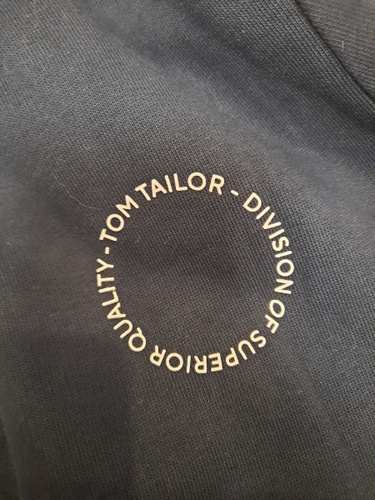 TOM TAILOR - DIVISION OF SUPERIOR QUALITY -